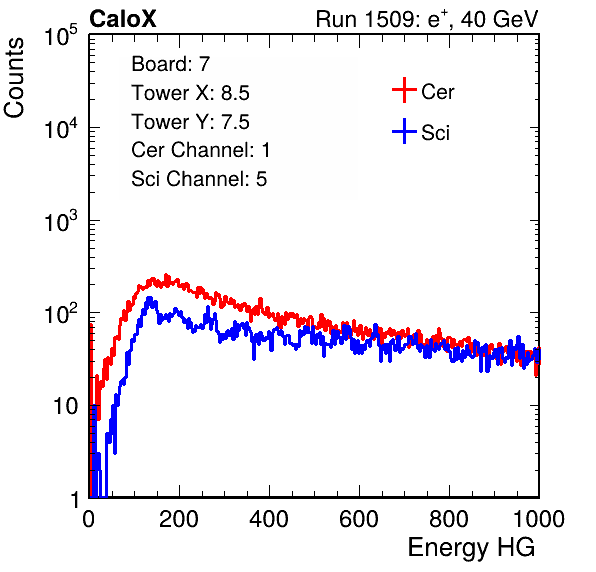 CaloX Run 1509: e⁺, 40 GeV
Counts
Board: 7
Tower X: 8.5
Tower Y: 7.5
Cer Channel: 1
Sci Channel: 5
Cer
Sci
10⁵
10⁴
10³
10²
10
1
0 200 400 600 800 1000
Energy HG